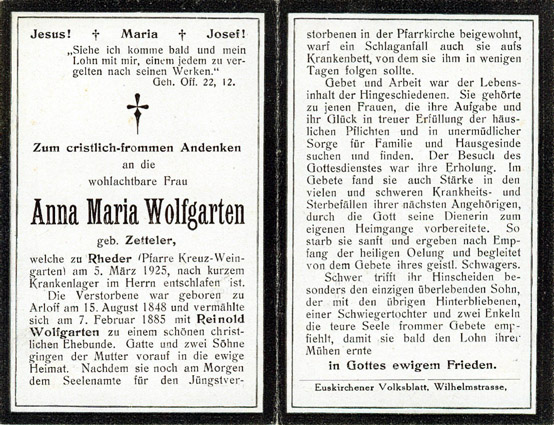 Jesus! † Maria † Josef!
„Siehe ich komme bald und mein
Lohn mit mir, einem jedem zu ver-
gelten nach seinen Werken.“
Geh. Off. 22, 12.
†
Zum cristlich-frommen Andenken
an die
wohlachtbare Frau
Anna Maria Wolfgarten
geb. Zetteler,
welche zu Rheder (Pfarre Kreuz-Wein-
garten) am 5. März 1925, nach kurzem
Krankenlager im Herrn entschlafen ist.
Die Verstorbene war geboren zu
Arloff am 15. August 1848 und vermählte
sich am 7. Februar 1885 mit Reinold
Wolfgarten zu einem schönen christ-
lichen Ehebunde. Gatte und zwei Söhne
gingen der Mutter vorauf in die ewige
Heimat. Nachdem sie noch am Morgen
dem Seelenamte für den Jüngstver-
storbenen in der Pfarrkirche beigewohnt,
warf ein Schlaganfall auch sie aufs
Krankenbett, von dem sie ihm in wenigen
Tagen folgen sollte.
Gebet und Arbeit war der Lebens-
inhalt der Hingeschiedenen. Sie gehörte
zu jenen Frauen, die ihre Aufgabe und
ihr Glück in treuer Erfüllung der häus-
lichen Pflichten und in unermüdlicher
Sorge für Familie und Hausgesinde
suchen und finden. Der Besuch des
Gottesdienstes war ihre Erholung. Im
Gebete fand sie auch Stärke in den
vielen und schweren Krankheits- und
Sterbefällen ihrer nächsten Angehörigen,
durch die Gott seine Dienerin zum
eigenen Heimgange vorbereitete. So
starb sie sanft und ergeben nach Emp-
fang der heiligen Oelung und begleitet
von dem Gebete ihres geistl. Schwagers.
Schwer trifft ihr Hinscheiden be-
sonders den einzigen überlebenden Sohn,
der mit den übrigen Hinterbliebenen,
einer Schwiegertochter und zwei Enkeln
die teure Seele frommer Gebete emp-
fiehlt, damit sie bald den Lohn ihrer
Mühen ernte
in Gottes ewigem Frieden.
Euskirchener Volksblatt, Wilhelmstrasse,